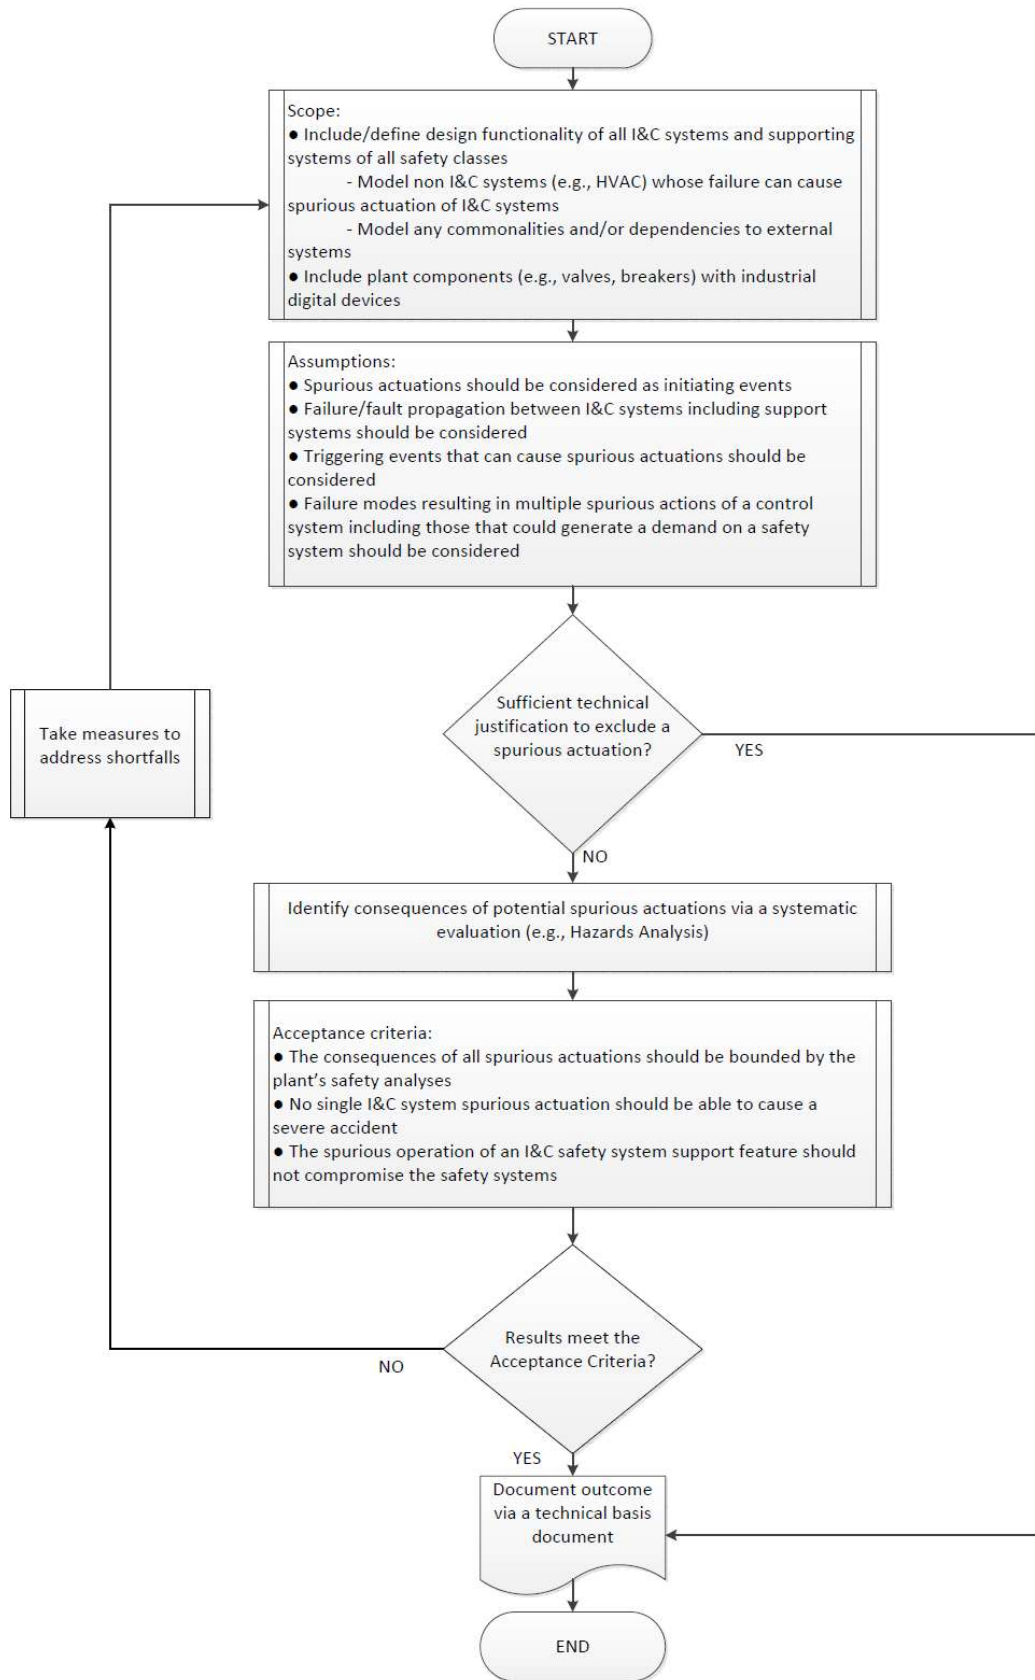 START
Scope:
● Include/define design functionality of all I&C systems and supporting
systems of all safety classes
- Model non I&C systems (e.g., HVAC) whose failure can cause
spurious actuation of I&C systems
- Model any commonalities and/or dependencies to external
systems
● Include plant components (e.g., valves, breakers) with industrial
digital devices
Assumptions:
● Spurious actuations should be considered as initiating events
● Failure/fault propagation between I&C systems including support
systems should be considered
● Triggering events that can cause spurious actuations should be
considered
● Failure modes resulting in multiple spurious actions of a control
system including those that could generate a demand on a safety
system should be considered
Sufficient technical
justification to exclude a
spurious actuation?
YES
NO
Take measures to
address shortfalls
Identify consequences of potential spurious actuations via a systematic
evaluation (e.g., Hazards Analysis)
Acceptance criteria:
● The consequences of all spurious actuations should be bounded by the
plant's safety analyses
● No single I&C system spurious actuation should be able to cause a
severe accident
● The spurious operation of an I&C safety system support feature should
not compromise the safety systems
Results meet the
Acceptance Criteria?
NO
YES
Document outcome
via a technical basis
document
END